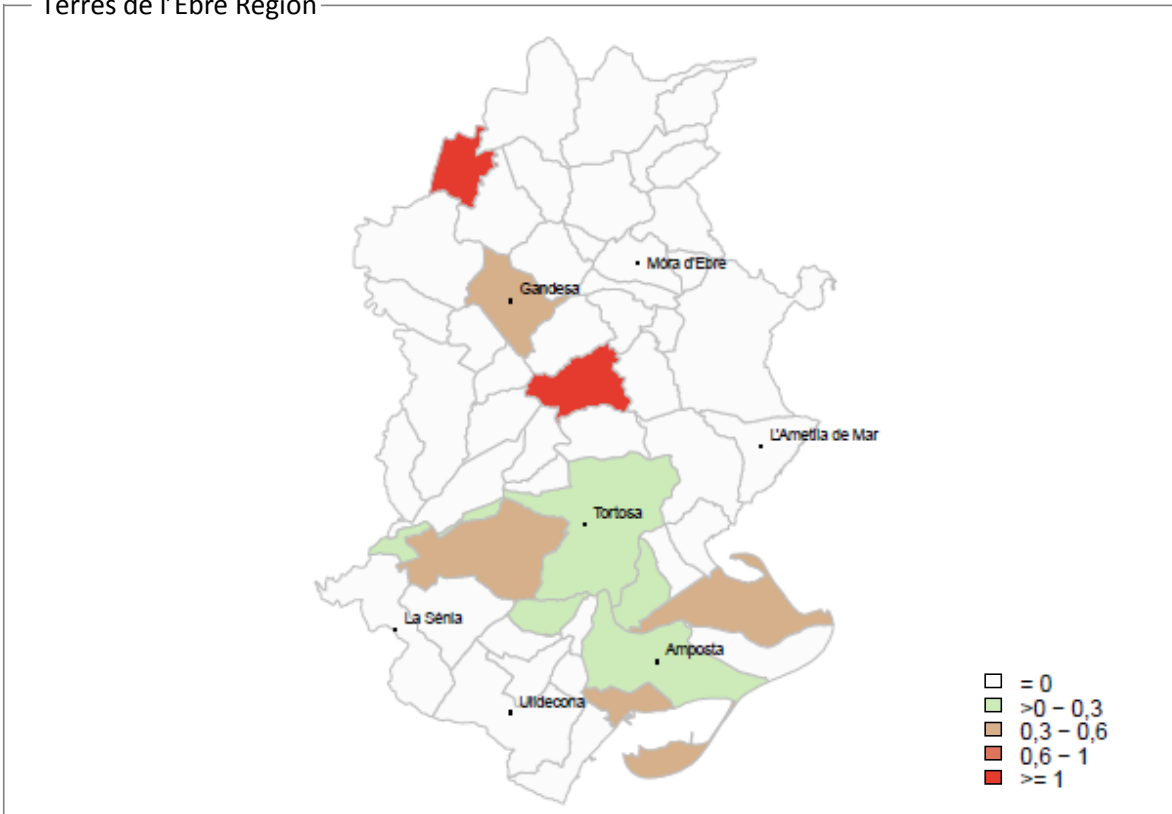 Terres de l'Ebre Region
Móra d'Ebre
Gandesa
L'Ametlla de Mar
Tortosa
La Sénia
Amposta
Ulldecona
= 0
>0 – 0,3
0,3 – 0,6
0,6 – 1
>= 1